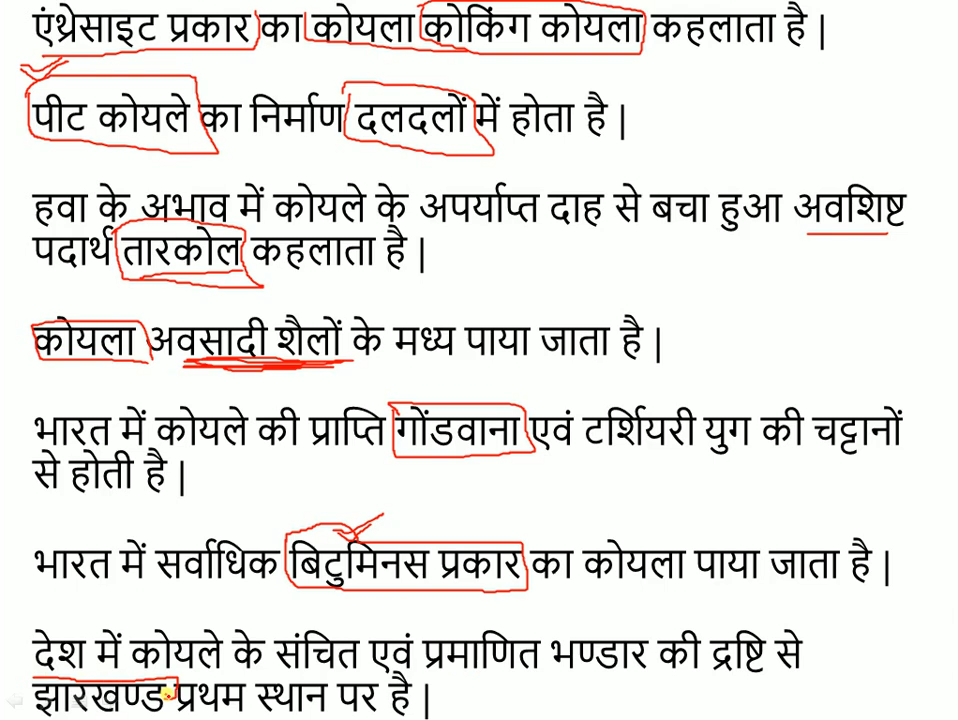 एंथ्रेसाइट प्रकार का कोयला कोकिंग कोयला कहलाता है |
पीट कोयले का निर्माण दलदलों में होता है |
हवा के अभाव में कोयले के अपर्याप्त दाह से बचा हुआ अवशिष्ट
पदार्थ तारकोल कहलाता है |
कोयला अवसादी शैलों के मध्य पाया जाता है |
भारत में कोयले की प्राप्ति गोंडवाना एवं टर्शियरी युग की चट्टानों
से होती है |
भारत में सर्वाधिक बिटुमिनस प्रकार का कोयला पाया जाता है |
देश में कोयले के संचित एवं प्रमाणित भण्डार की द्रष्टि से
झारखण्ड प्रथम स्थान पर है |